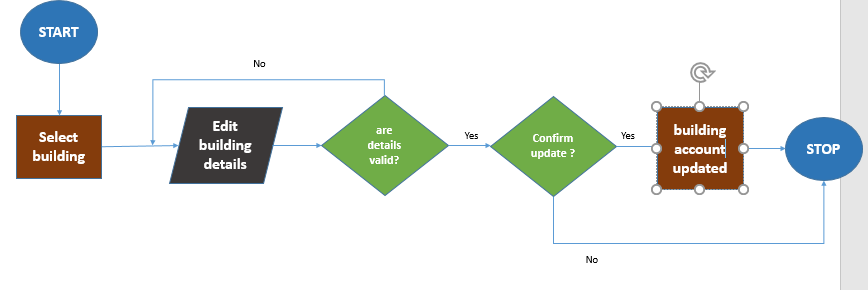 START
No
Select
building
Edit
building
details
are
details
valid?
Yes
Confirm
update ?
Yes
building
account
updated
STOP
No